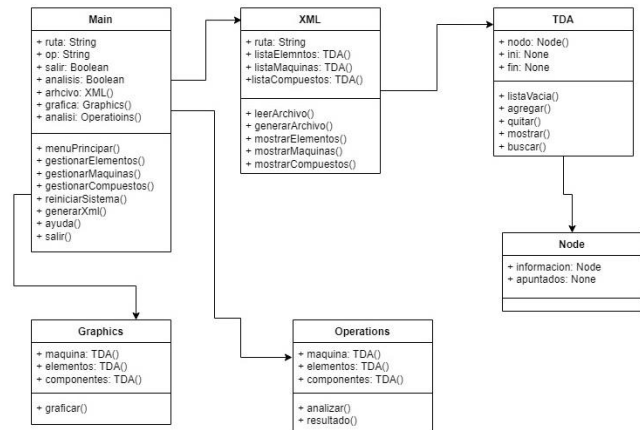 Main
+ ruta: String
+ op: String
+ salir: Boolean
+ analisis: Boolean
+ arhcivo: XML()
+ grafica: Graphics()
+ analisi: Operatioins()
+ menuPrincipar()
+ gestionarElementos()
+ gestionarMaquinas()
+ gestionarCompuestos()
+ reiniciarSistema()
+ generarXml()
+ ayuda()
+ salir()
XML
+ ruta: String
+ listaElemntos: TDA()
+ listaMaquinas: TDA()
+listaCompuestos: TDA()
+ leerArchivo()
+ generarArchivo()
+ mostrarElementos()
+ mostrarMaquinas()
+ mostrarCompuestos()
TDA
+ nodo: Node()
+ ini: None
+ fin: None
+ listaVacia()
+ agregar()
+ quitar()
+ mostrar()
+ buscar()
Node
+ informacion: Node
+ apuntados: None
Graphics
+ maquina: TDA()
+ elementos: TDA()
+ componentes: TDA()
+ graficar()
Operations
+ maquina: TDA()
+ elementos: TDA()
+ componentes: TDA()
+ analizar()
+ resultado()